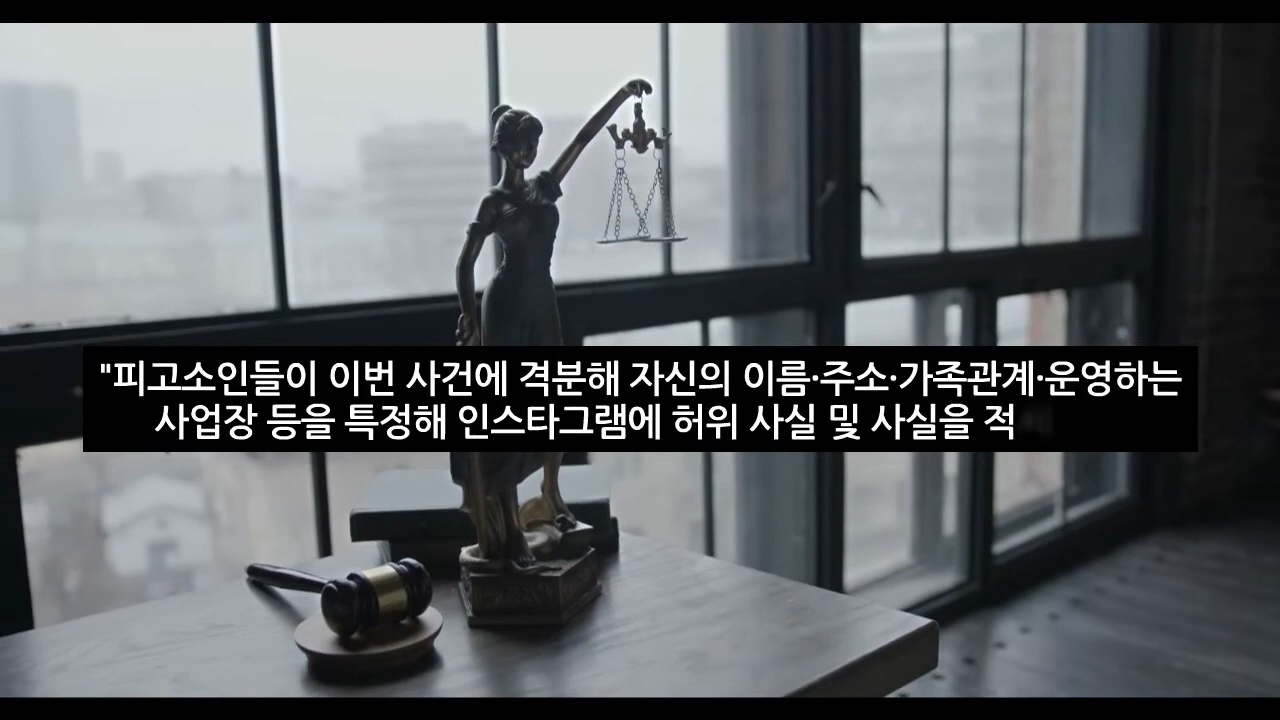 "피고소인들이 이번 사건에 격분해 자신의 이름·주소·가족관계·운영하는
사업장 등을 특정해 인스타그램에 허위 사실 및 사실을 적